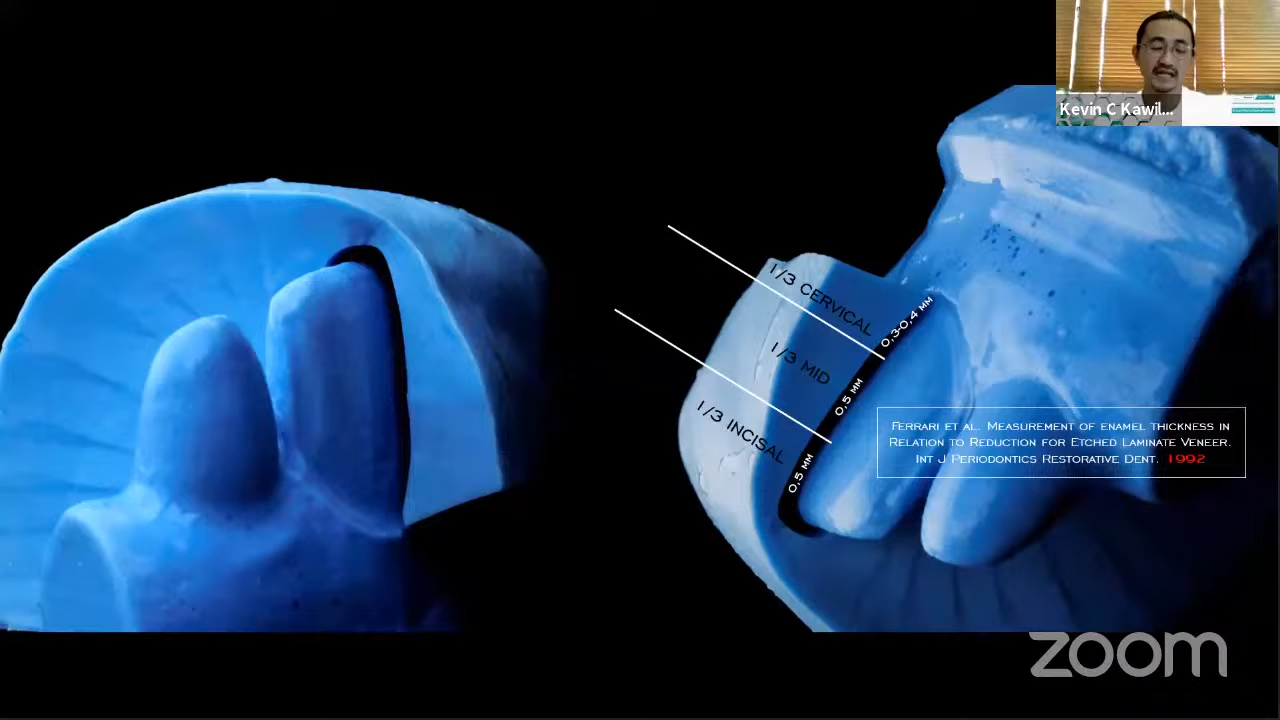 Kevin C Kawil...
1/3 CERVICAL
0,3-0,4 MM
1/3 MID
0,5 MM
1/3 INCISAL
0,5 MM
FERRARI ET AL. MEASUREMENT OF ENAMEL THICKNESS IN
RELATION TO REDUCTION FOR ETCHED LAMINATE VENEER.
INT J PERIODONTICS RESTORATIVE DENT. 1992
zoom